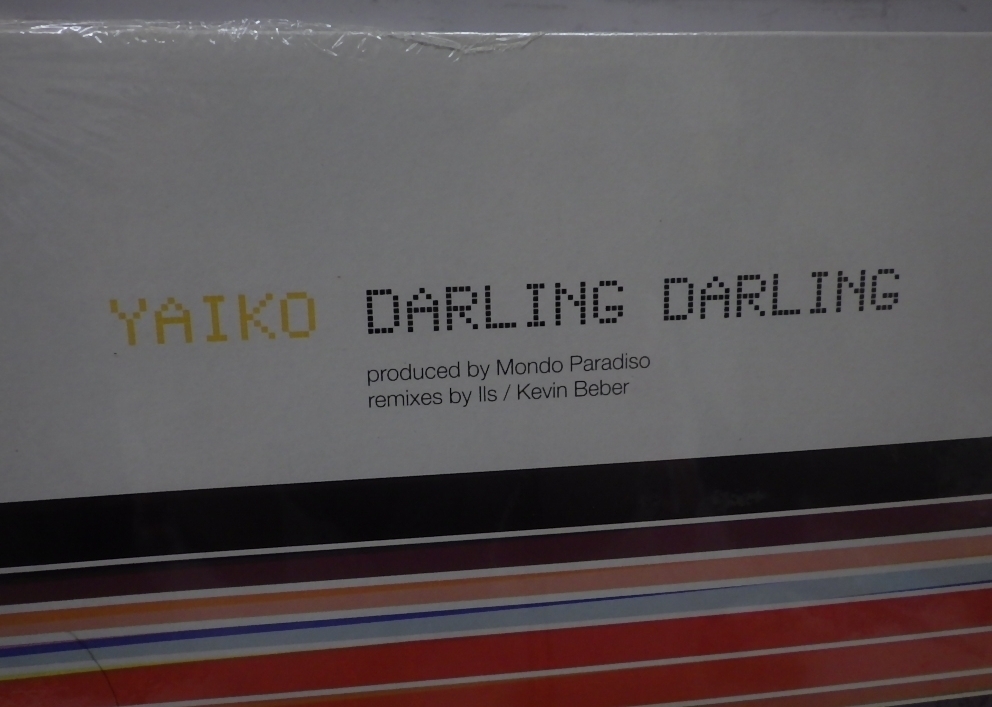 YAIKO DARLING DARLING
produced by Mondo Paradiso
remixes by Ils / Kevin Beber